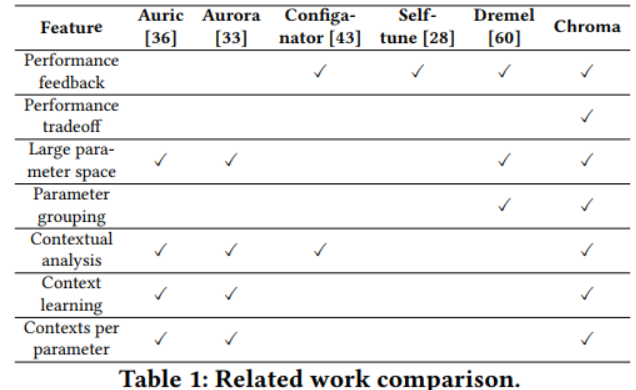 Feature Auric [36] Aurora [33] Configa-nator [43] Self-tune [28] Dremel [60] Chroma
Performance feedback ✓ ✓ ✓ ✓
Performance tradeoff ✓
Large para-meter space ✓ ✓ ✓ ✓
Parameter grouping ✓ ✓
Contextual analysis ✓ ✓ ✓ ✓
Context learning ✓ ✓ ✓
Contexts per parameter ✓ ✓ ✓
Table 1: Related work comparison.